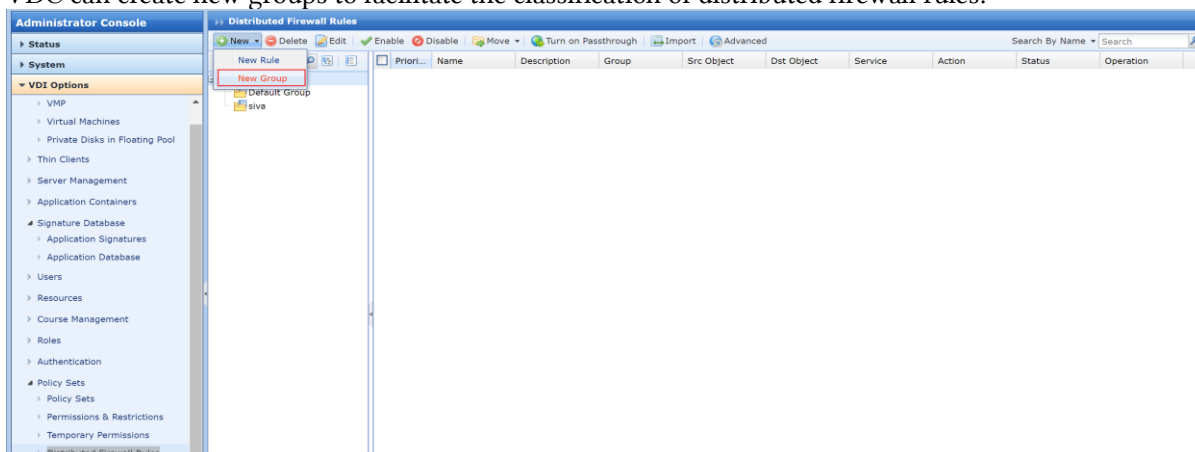 VDC can create new groups to facilitate the classification of distributed firewall rules.
Administrator Console
Distributed Firewall Rules
Status
New Delete Edit Enable Disable Move Turn on Passthrough Import Advanced Search By Name Search
System
New Rule
Priori... Name Description Group Src Object Dst Object Service Action Status Operation
VDI Options
New Group
Default Group
siva
VMP
Virtual Machines
Private Disks in Floating Pool
Thin Clients
Server Management
Application Containers
Signature Database
Application Signatures
Application Database
Users
Resources
Course Management
Roles
Authentication
Policy Sets
Policy Sets
Permissions & Restrictions
Temporary Permissions
Distributed Firewall Rules